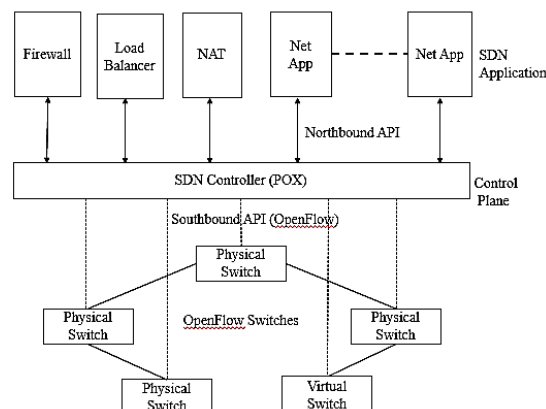 Firewall
Load
Balancer
NAT
Net
App
Net App
SDN
Application
Northbound API
SDN Controller (POX)
Control
Plane
Southbound API (OpenFlow)
Physical
Switch
Physical
Switch
OpenFlow Switches
Physical
Switch
Physical
Switch
Virtual
Switch